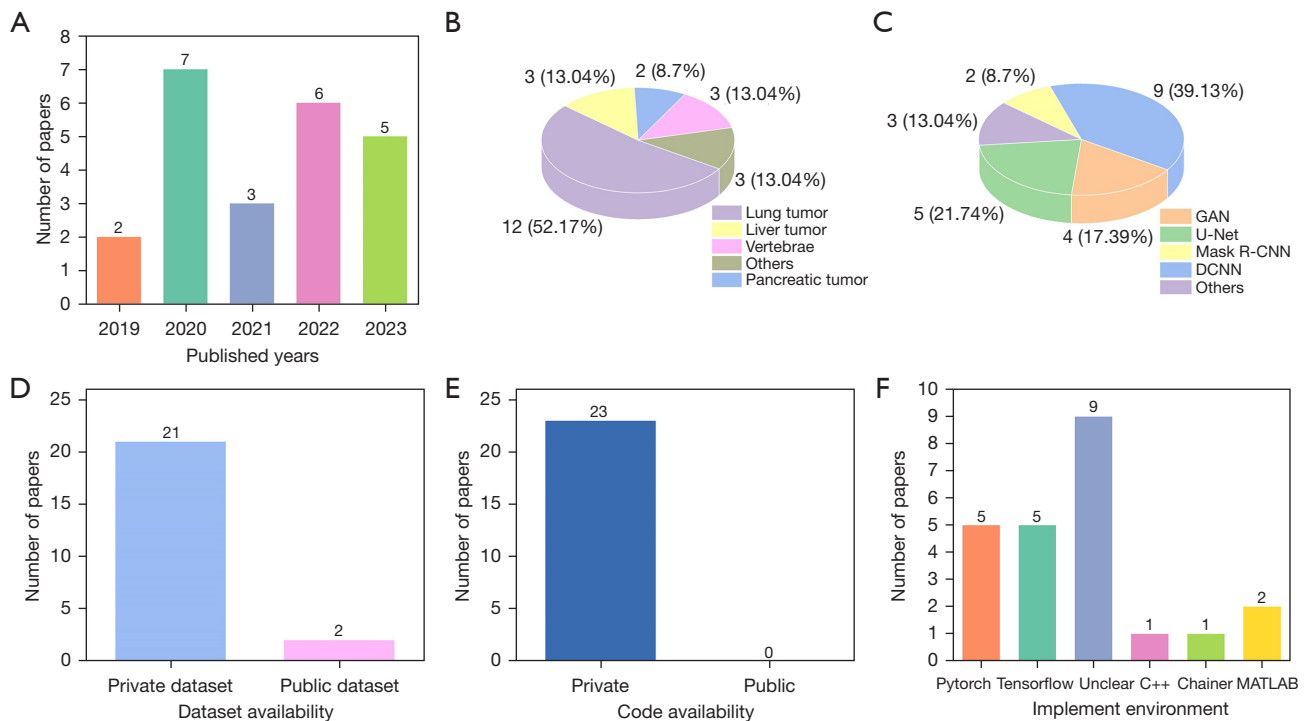 A
Number of papers
8
7
6
5
4
3
2
1
0
2
7
3
6
5
2019 2020 2021 2022 2023
Published years
B
3 (13.04%)
2 (8.7%)
3 (13.04%)
3 (13.04%)
12 (52.17%)
Lung tumor
Liver tumor
Vertebrae
Others
Pancreatic tumor
C
2 (8.7%)
9 (39.13%)
3 (13.04%)
5 (21.74%)
4 (17.39%)
GAN
U-Net
Mask R-CNN
DCNN
Others
D
Number of papers
25
20
15
10
5
0
21
2
Private dataset Public dataset
Dataset availability
E
Number of papers
25
20
15
10
5
0
23
0
Private Public
Code availability
F
Number of papers
10
9
8
7
6
5
4
3
2
1
0
5
5
9
1
1
2
Pytorch Tensorflow Unclear C++ Chainer MATLAB
Implement environment